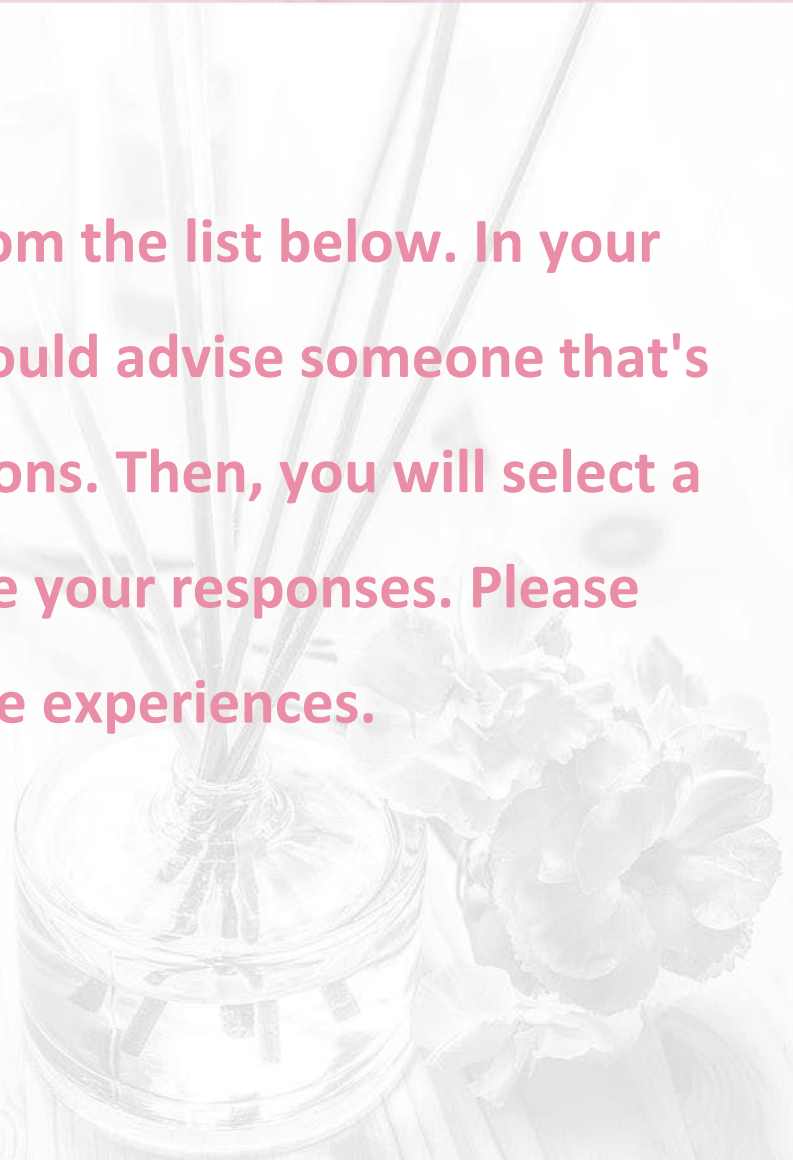 om the list below. In your
ould advise someone that's
ons. Then, you will select a
e your responses. Please
e experiences.